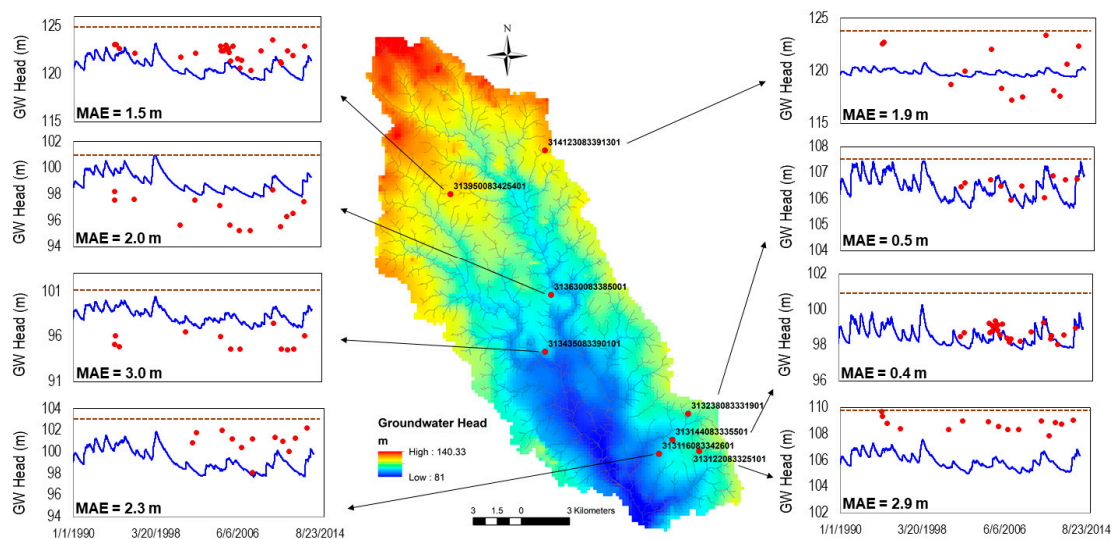 125
120
115
GW Head (m)
MAE = 1.5 m
102
100
98
96
94
GW Head (m)
MAE = 2.0 m
101
96
91
GW Head (m)
MAE = 3.0 m
104
102
100
98
96
94
GW Head (m)
MAE = 2.3 m
1/1/1990 3/20/1998 6/6/2006 8/23/2014
N
314123083391301
313950083425401
313630083385001
313435083390101
313238083331901
313144083335501
313116083342601
313122083325101
Groundwater Head
m
High : 140.33
Low : 81
3 1.5 0 3 Kilometers
125
120
115
GW Head (m)
MAE = 1.9 m
108
107
106
105
104
GW Head (m)
MAE = 0.5 m
102
100
98
96
GW Head (m)
MAE = 0.4 m
110
108
106
104
102
GW Head (m)
MAE = 2.9 m
1/1/1990 3/20/1998 6/6/2006 8/23/2014